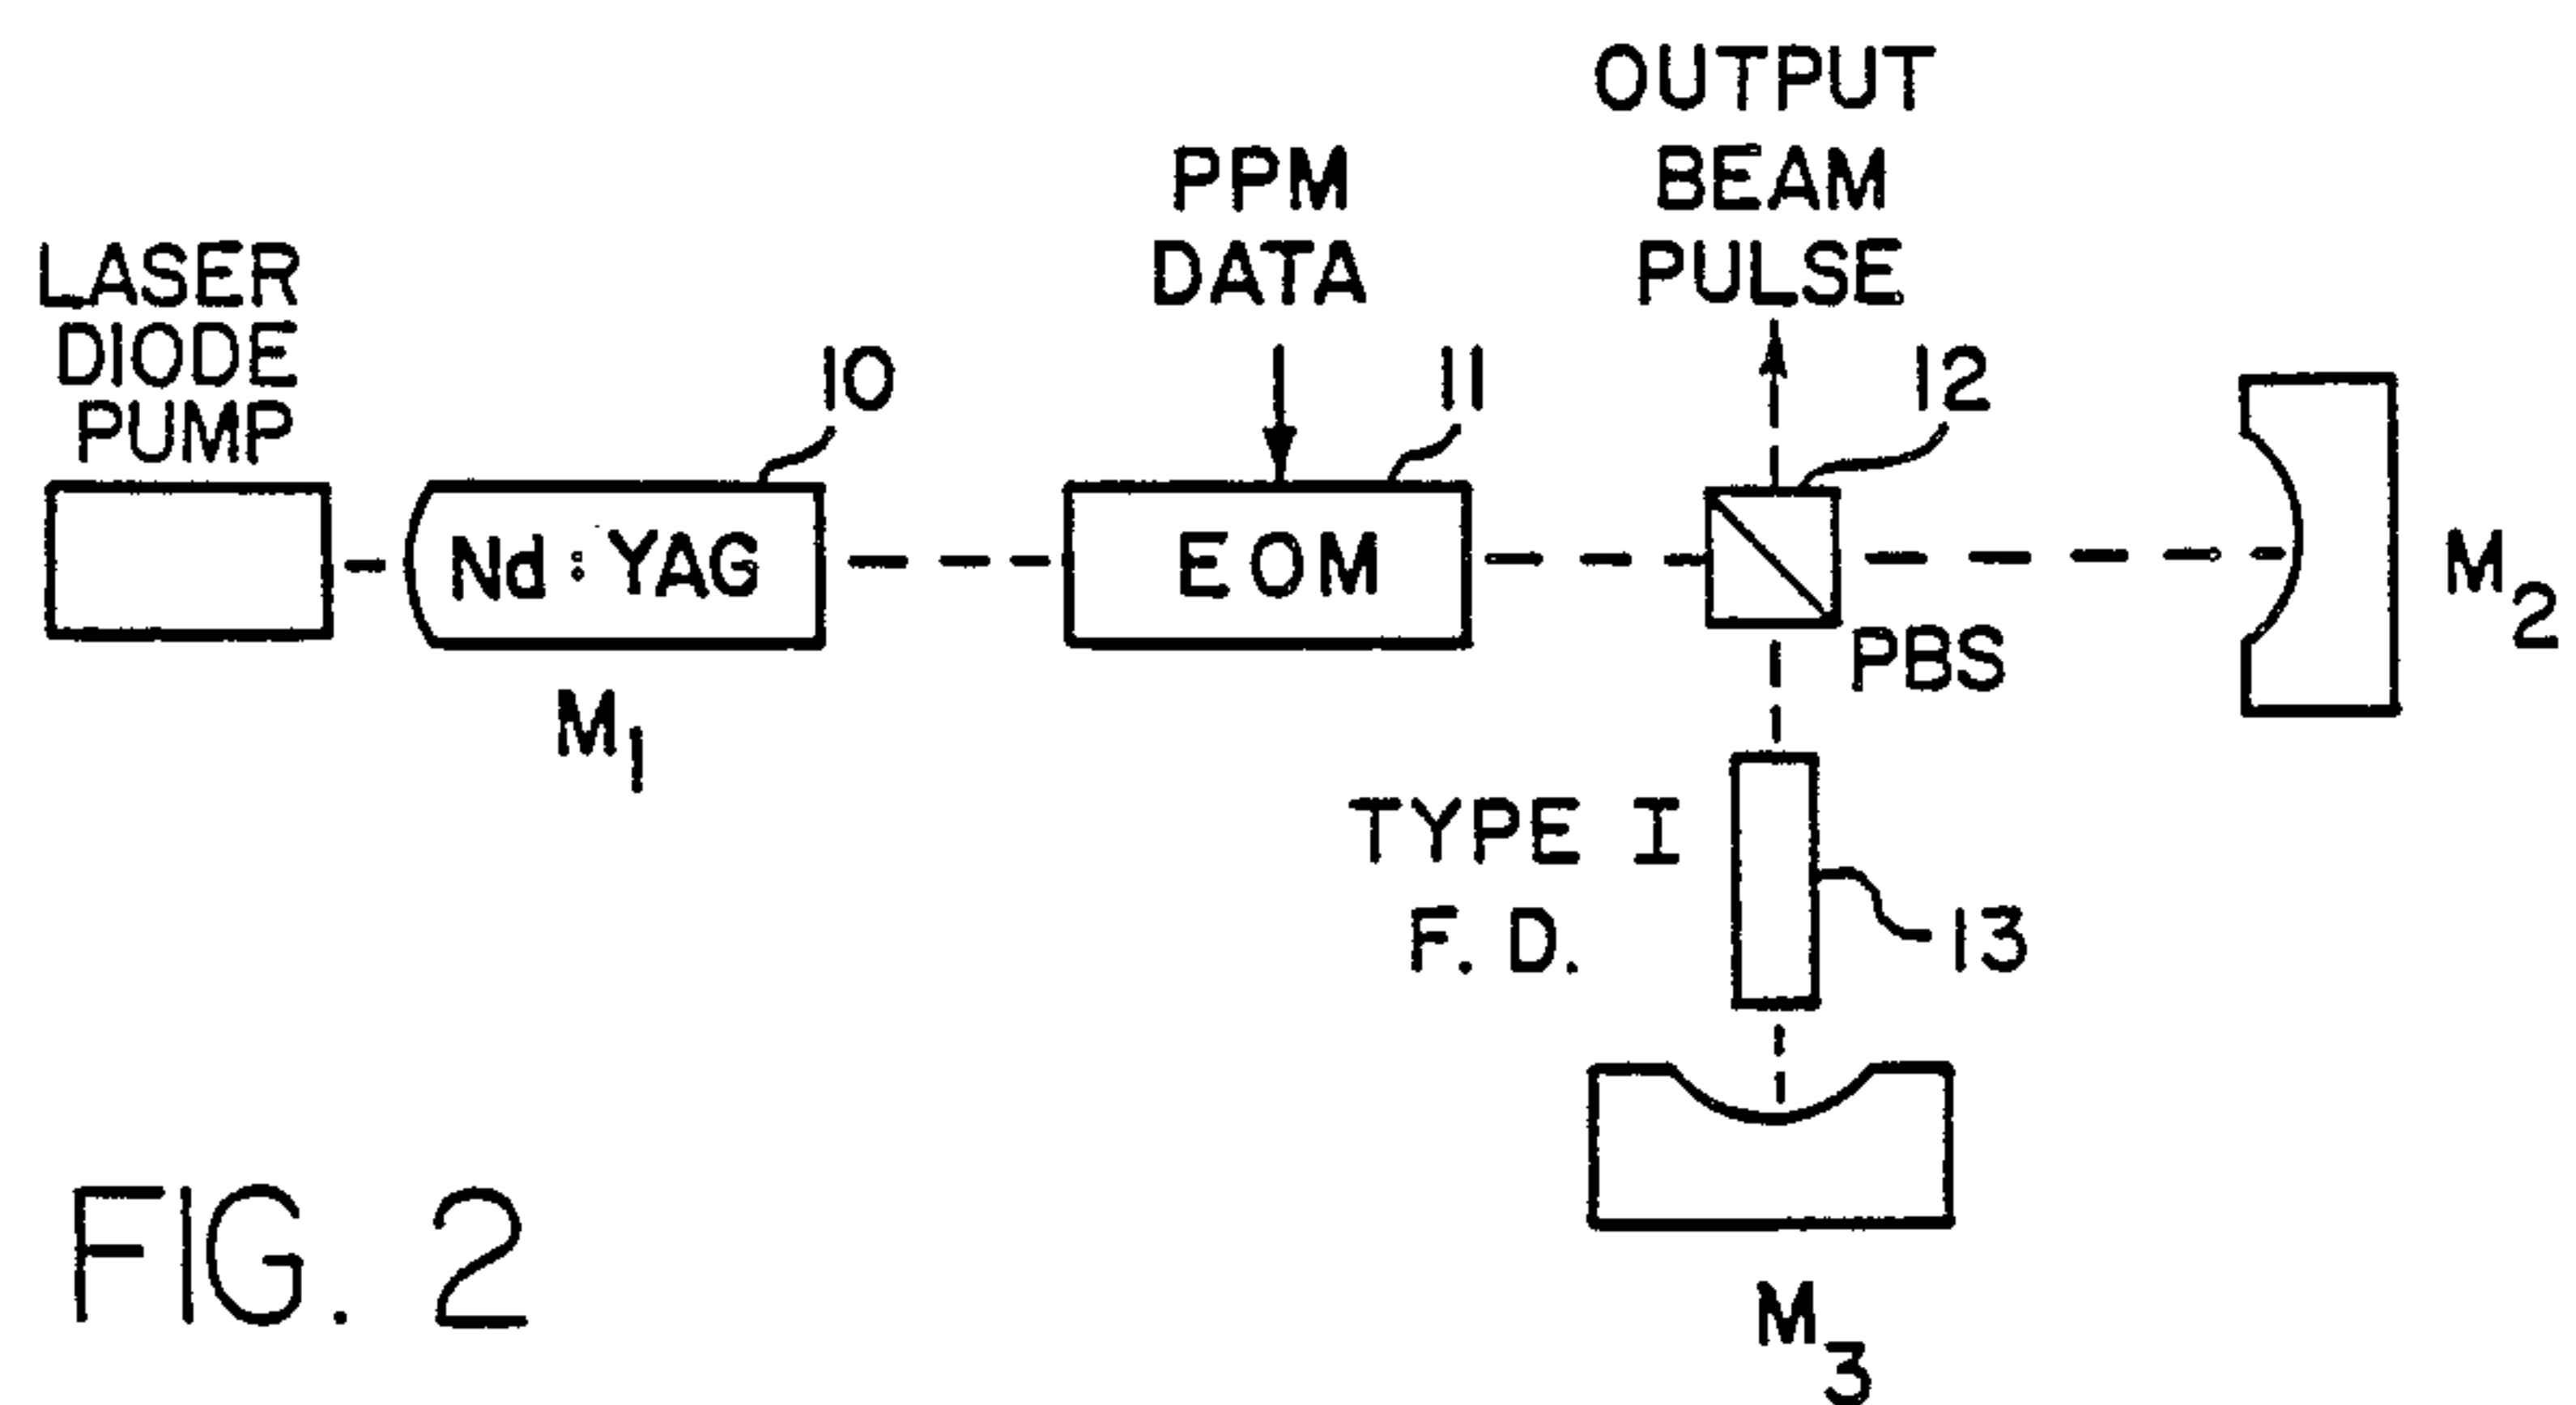 LASER
DIODE
PUMP
10
Nd:YAG
M1
PPM
DATA
11
EOM
OUTPUT
BEAM
PULSE
12
PBS
M2
TYPE I
F. D.
13
M3
FIG. 2